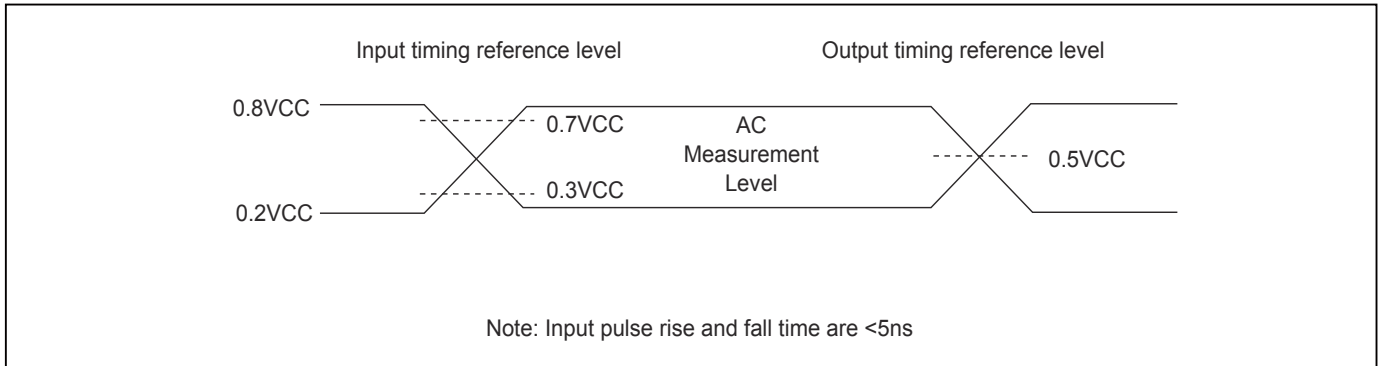 Input timing reference level
Output timing reference level
0.8VCC
0.7VCC
AC
Measurement
Level
0.5VCC
0.3VCC
0.2VCC
Note: Input pulse rise and fall time are <5ns